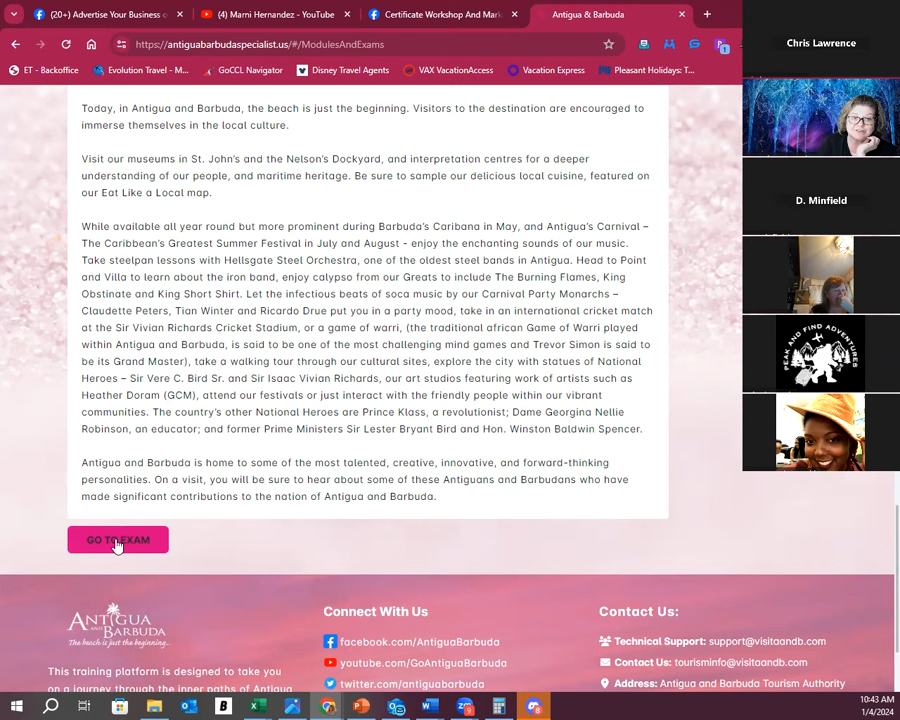 (20+) Advertise Your Business o
(4) Marni Hernandez - YouTube
Certificate Workshop And Mark
Antigua & Barbuda
https://antiguabarbudaspecialist.us/#/ModulesAndExams
ET - Backoffice
Evolution Travel - M...
GoCCL Navigator
Disney Travel Agents
VAX VacationAccess
Vacation Express
Pleasant Holidays: T...
Today, in Antigua and Barbuda, the beach is just the beginning. Visitors to the destination are encouraged to
immerse themselves in the local culture.
Visit our museums in St. John's and the Nelson's Dockyard, and interpretation centres for a deeper
understanding of our people, and maritime heritage. Be sure to sample our delicious local cuisine, featured on
our Eat Like a Local map.
While available all year round but more prominent during Barbuda's Caribana in May, and Antigua's Carnival –
The Caribbean's Greatest Summer Festival in July and August - enjoy the enchanting sounds of our music.
Take steelpan lessons with Hellsgate Steel Orchestra, one of the oldest steel bands in Antigua. Head to Point
and Villa to learn about the iron band, enjoy calypso from our Greats to include The Burning Flames, King
Obstinate and King Short Shirt. Let the infectious beats of soca music by our Carnival Party Monarchs –
Claudette Peters, Tian Winter and Ricardo Drue put you in a party mood, take in an international cricket match
at the Sir Vivian Richards Cricket Stadium, or a game of warri, (the traditional african Game of Warri played
within Antigua and Barbuda, is said to be one of the most challenging mind games and Trevor Simon is said to
be its Grand Master), take a walking tour through our cultural sites, explore the city with statues of National
Heroes – Sir Vere C. Bird Sr. and Sir Isaac Vivian Richards, our art studios featuring work of artists such as
Heather Doram (GCM), attend our festivals or just interact with the friendly people within our vibrant
communities. The country's other National Heroes are Prince Klass, a revolutionist; Dame Georgina Nellie
Robinson, an educator; and former Prime Ministers Sir Lester Bryant Bird and Hon. Winston Baldwin Spencer.
Antigua and Barbuda is home to some of the most talented, creative, innovative, and forward-thinking
personalities. On a visit, you will be sure to hear about some of these Antiguans and Barbudans who have
made significant contributions to the nation of Antigua and Barbuda.
GO TO EXAM
ANTIGUA
AND BARBUDA
The beach is just the beginning...
This training platform is designed to take you
on a journey through the inner paths of Antigua
Connect With Us
facebook.com/AntiguaBarbuda
youtube.com/GoAntiguaBarbuda
twitter.com/antiguabarbuda
Contact Us:
Technical Support: support@visitaandb.com
Contact Us: tourisminfo@visitaandb.com
Address: Antigua and Barbuda Tourism Authority
Chris Lawrence
D. Minfield
PEAK AND FIND ADVENTURES
10:43 AM
1/4/2024